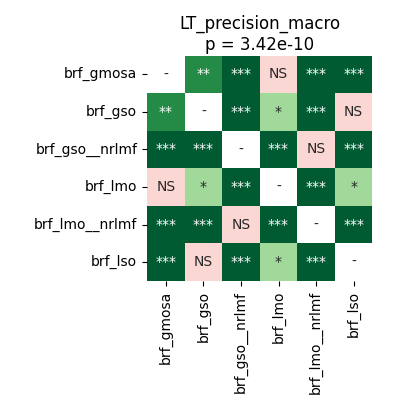 LT_precision_macro
p = 3.42e-10
brf_gmosa - ** *** NS *** ***
brf_gso ** - *** * *** NS
brf_gso__nrlmf *** *** - *** NS ***
brf_lmo NS * *** - *** *
brf_lmo__nrlmf *** *** NS *** - ***
brf_lso *** NS *** * *** -
brf_gmosa
brf_gso
brf_gso__nrlmf
brf_lmo
brf_lmo__nrlmf
brf_lso